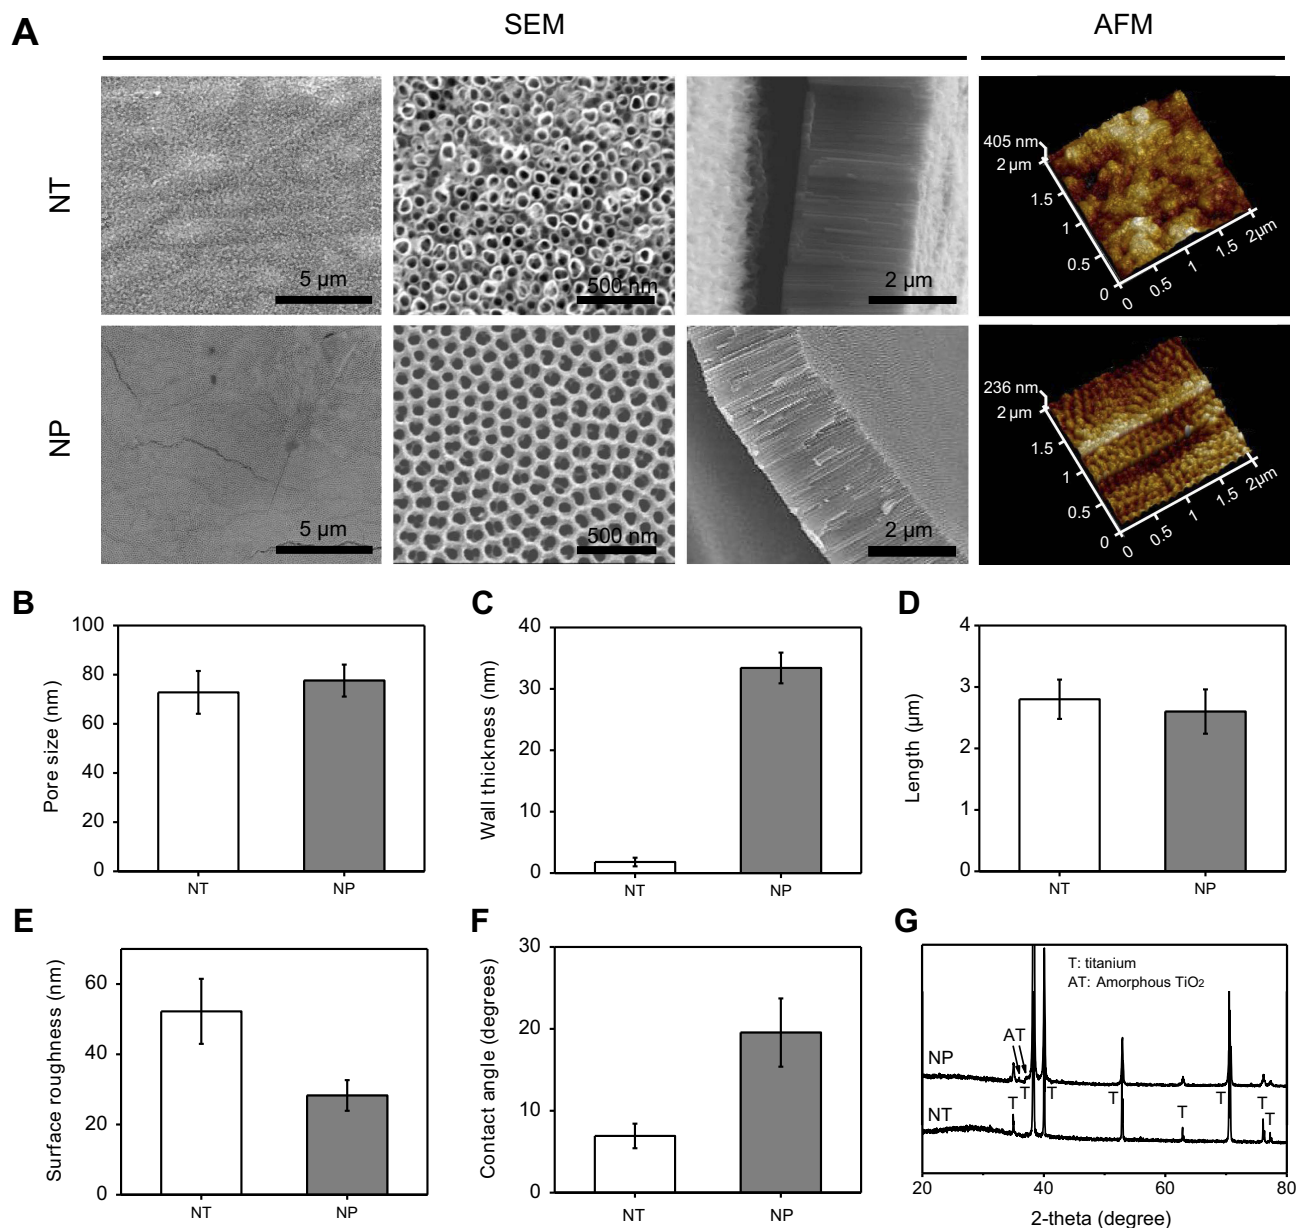 A
SEM
AFM
NT
5 µm
500 nm
2 µm
405 nm
2 µm
1.5
1
0.5
0
0
0.5
1
1.5
2µm
NP
5 µm
500 nm
2 µm
236 nm
2 µm
1.5
1
0.5
0
0
0.5
1
1.5
2µm
B
Pore size (nm)
100
80
60
40
20
0
NT
NP
C
Wall thickness (nm)
40
30
20
10
0
NT
NP
D
Length (µm)
4
3
2
1
0
NT
NP
E
Surface roughness (nm)
60
40
20
0
NT
NP
F
Contact angle (degrees)
30
20
10
0
NT
NP
G
T: titanium
AT: Amorphous TiO2
AT
NP
T T T T T T T T
NT
20 40 60 80
2-theta (degree)